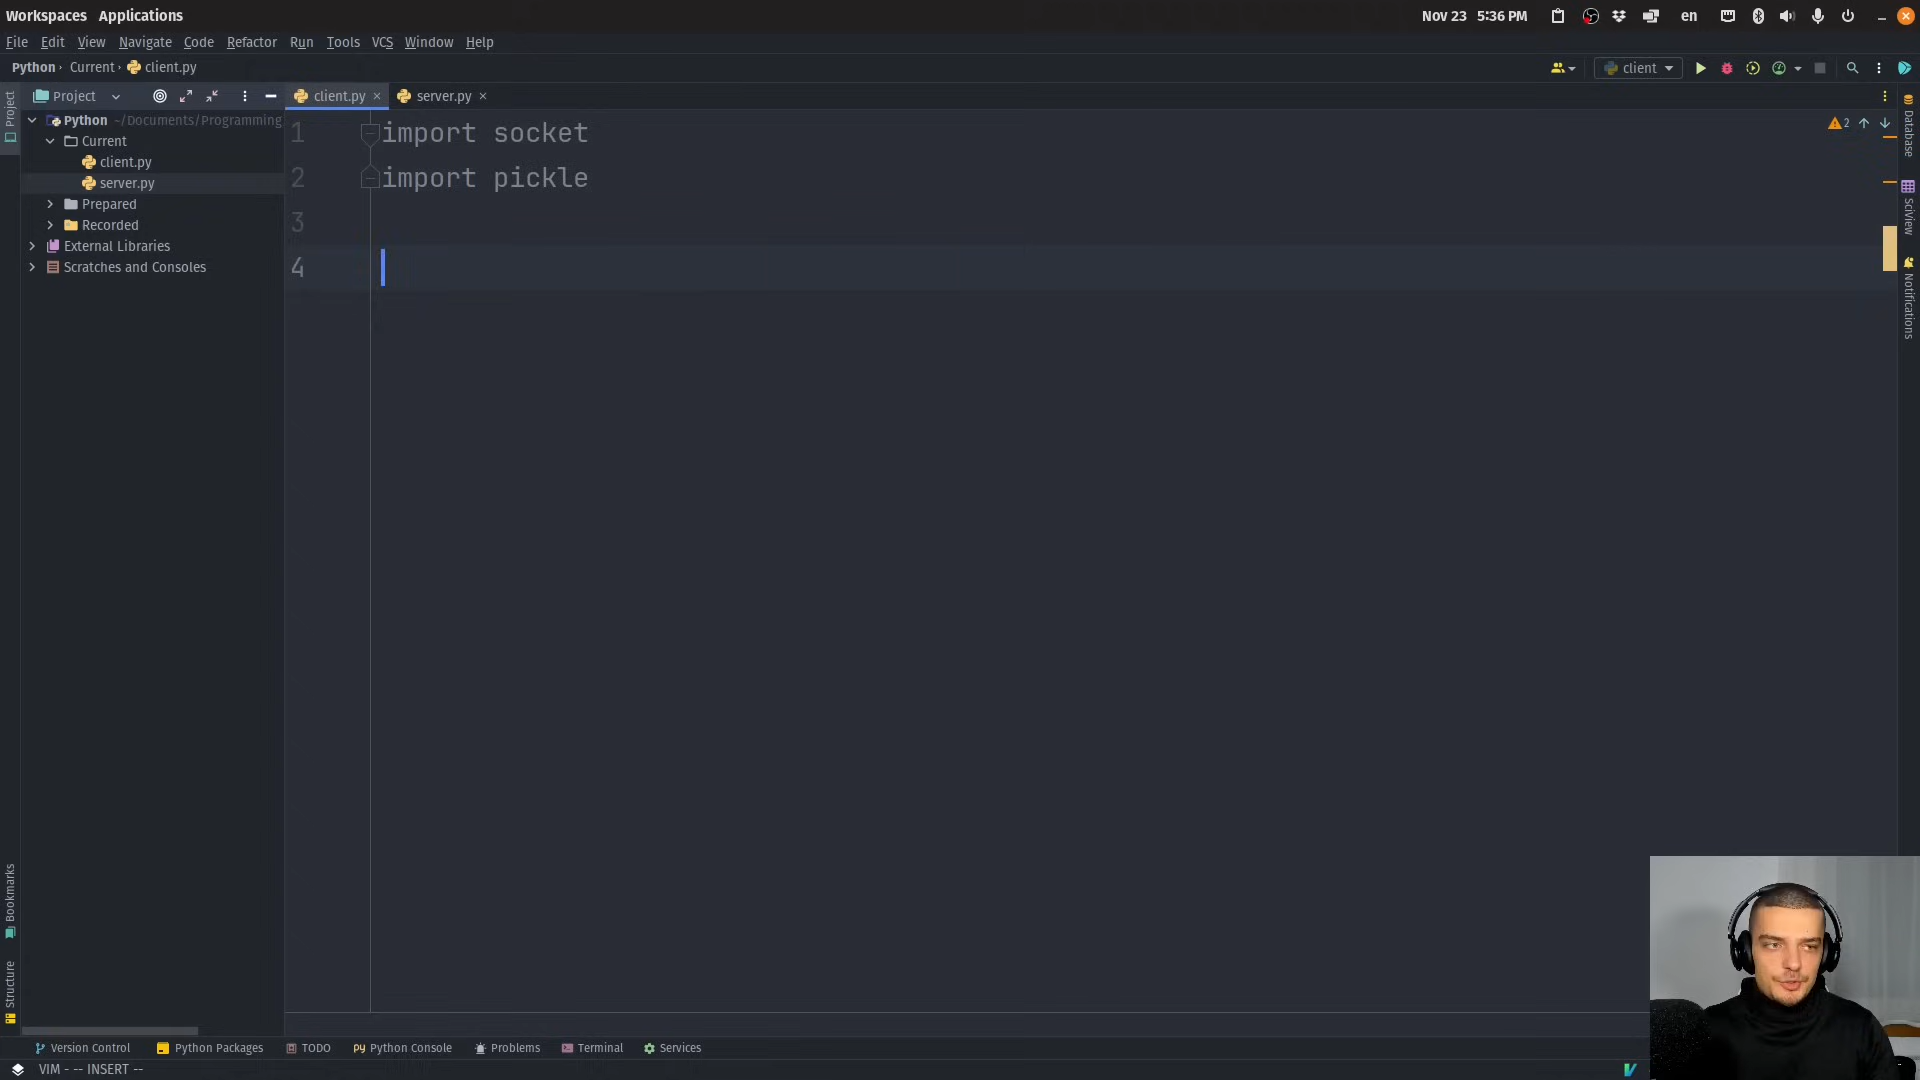 Workspaces Applications
Nov 23 5:36 PM
en
File Edit View Navigate Code Refactor Run Tools VCS Window Help
Python Current client.py
client
Project
client.py
server.py
Python ~/Documents/Programming
Current
client.py
server.py
Prepared
Recorded
External Libraries
Scratches and Consoles
1 import socket
2 import pickle
3
4
2
Project
Bookmarks
Structure
Database
SciView
Notifications
Version Control Python Packages TODO Python Console Problems Terminal Services
VIM - -- INSERT --